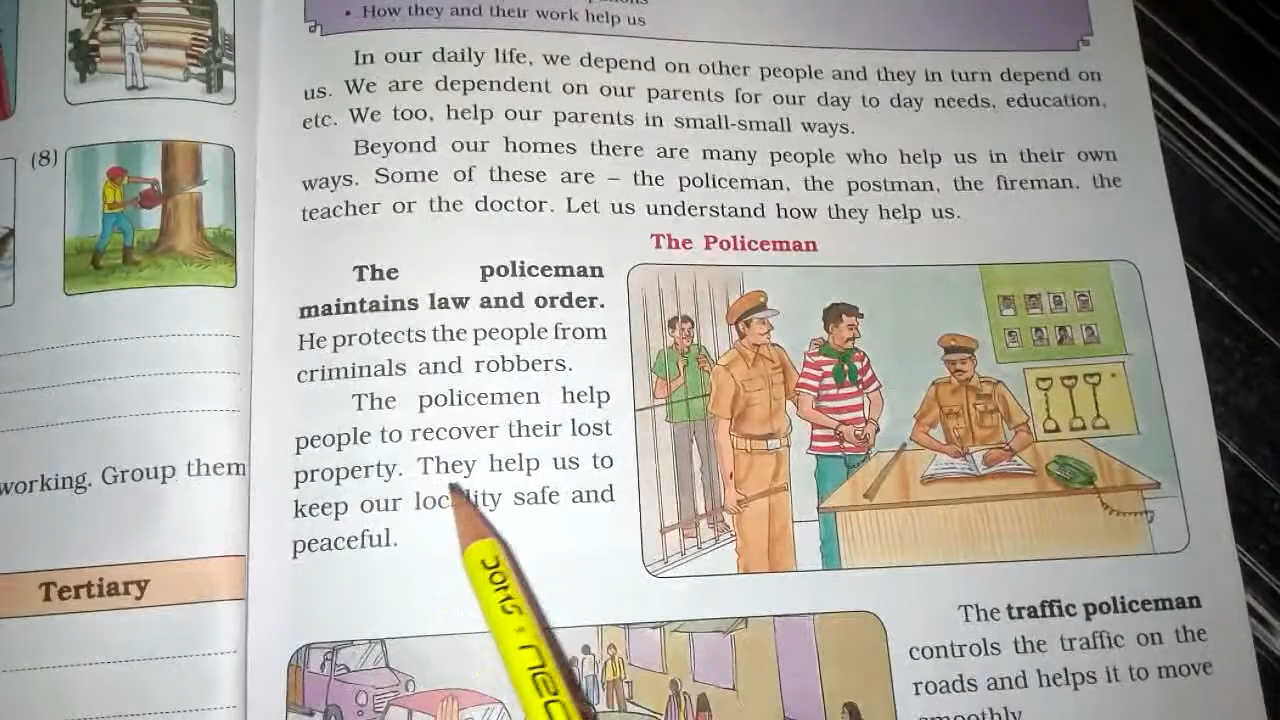 • How they and their work help us
In our daily life, we depend on other people and they in turn depend on
us. We are dependent on our parents for our day to day needs, education,
etc. We too, help our parents in small-small ways.
Beyond our homes there are many people who help us in their own
ways. Some of these are – the policeman, the postman, the fireman, the
teacher or the doctor. Let us understand how they help us.
The Policeman
The policeman
maintains law and order.
He protects the people from
criminals and robbers.
The policemen help
people to recover their lost
property. They help us to
keep our locality safe and
peaceful.
The traffic policeman
controls the traffic on the
roads and helps it to move
smoothly
(8)
working. Group them
Tertiary
DOMS